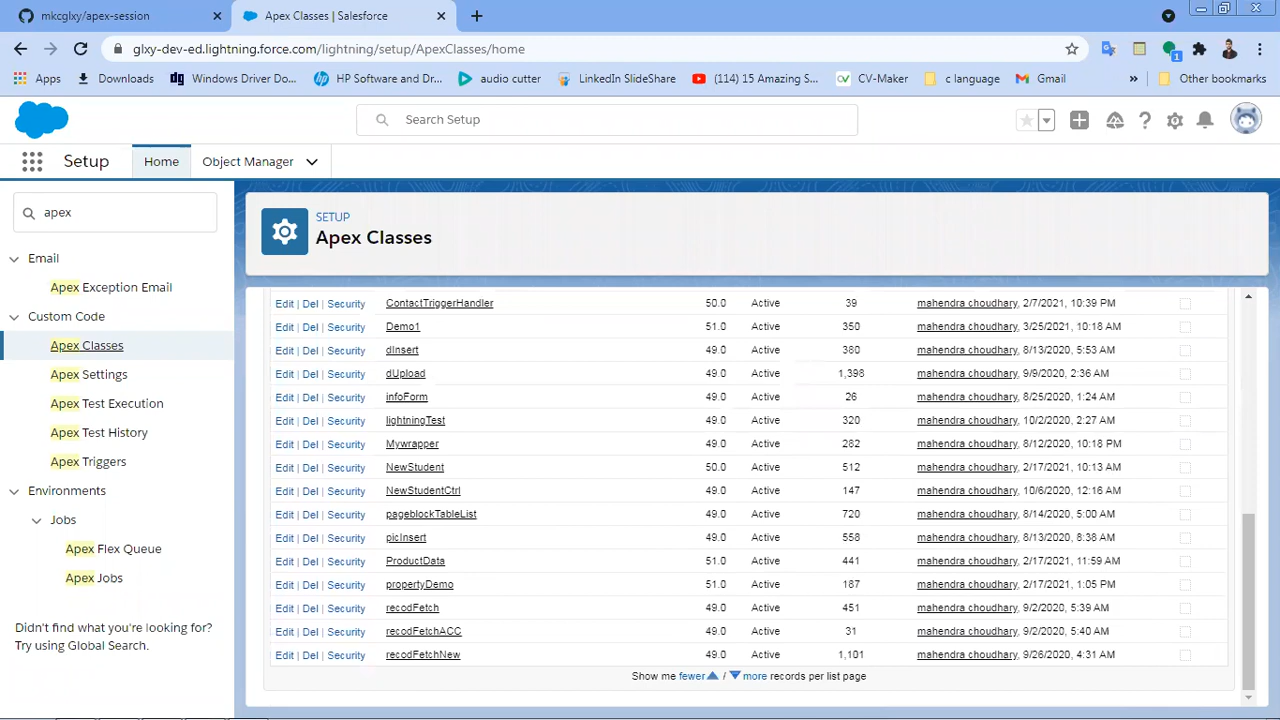 mkcglxy/apex-session
Apex Classes | Salesforce
glxy-dev-ed.lightning.force.com/lightning/setup/ApexClasses/home
1
Apps Downloads Windows Driver Do... HP Software and Dr... audio cutter LinkedIn SlideShare (114) 15 Amazing S... CV-Maker c language Gmail » Other bookmarks
Search Setup
Setup Home Object Manager
apex
Email
Apex Exception Email
Custom Code
Apex Classes
Apex Settings
Apex Test Execution
Apex Test History
Apex Triggers
Environments
Jobs
Apex Flex Queue
Apex Jobs
Didn't find what you're looking for?
Try using Global Search.
SETUP
Apex Classes
Edit | Del | Security ContactTriggerHandler 50.0 Active 39 mahendra choudhary, 2/7/2021, 10:39 PM
Edit | Del | Security Demo1 51.0 Active 350 mahendra choudhary, 3/25/2021, 10:18 AM
Edit | Del | Security dInsert 49.0 Active 380 mahendra choudhary, 8/13/2020, 5:53 AM
Edit | Del | Security dUpload 49.0 Active 1,398 mahendra choudhary, 9/9/2020, 2:36 AM
Edit | Del | Security infoForm 49.0 Active 26 mahendra choudhary, 8/25/2020, 1:24 AM
Edit | Del | Security lightningTest 49.0 Active 320 mahendra choudhary, 10/2/2020, 2:27 AM
Edit | Del | Security Mywrapper 49.0 Active 282 mahendra choudhary, 8/12/2020, 10:18 PM
Edit | Del | Security NewStudent 50.0 Active 512 mahendra choudhary, 2/17/2021, 10:13 AM
Edit | Del | Security NewStudentCtrl 49.0 Active 147 mahendra choudhary, 10/6/2020, 12:16 AM
Edit | Del | Security pageblockTableList 49.0 Active 720 mahendra choudhary, 8/14/2020, 5:00 AM
Edit | Del | Security picInsert 49.0 Active 558 mahendra choudhary, 8/13/2020, 8:38 AM
Edit | Del | Security ProductData 51.0 Active 441 mahendra choudhary, 2/17/2021, 11:59 AM
Edit | Del | Security propertyDemo 51.0 Active 187 mahendra choudhary, 2/17/2021, 1:05 PM
Edit | Del | Security recodFetch 49.0 Active 451 mahendra choudhary, 9/2/2020, 5:39 AM
Edit | Del | Security recodFetchACC 49.0 Active 31 mahendra choudhary, 9/2/2020, 5:40 AM
Edit | Del | Security recodFetchNew 49.0 Active 1,101 mahendra choudhary, 9/26/2020, 4:31 AM
Show me fewer / more records per list page